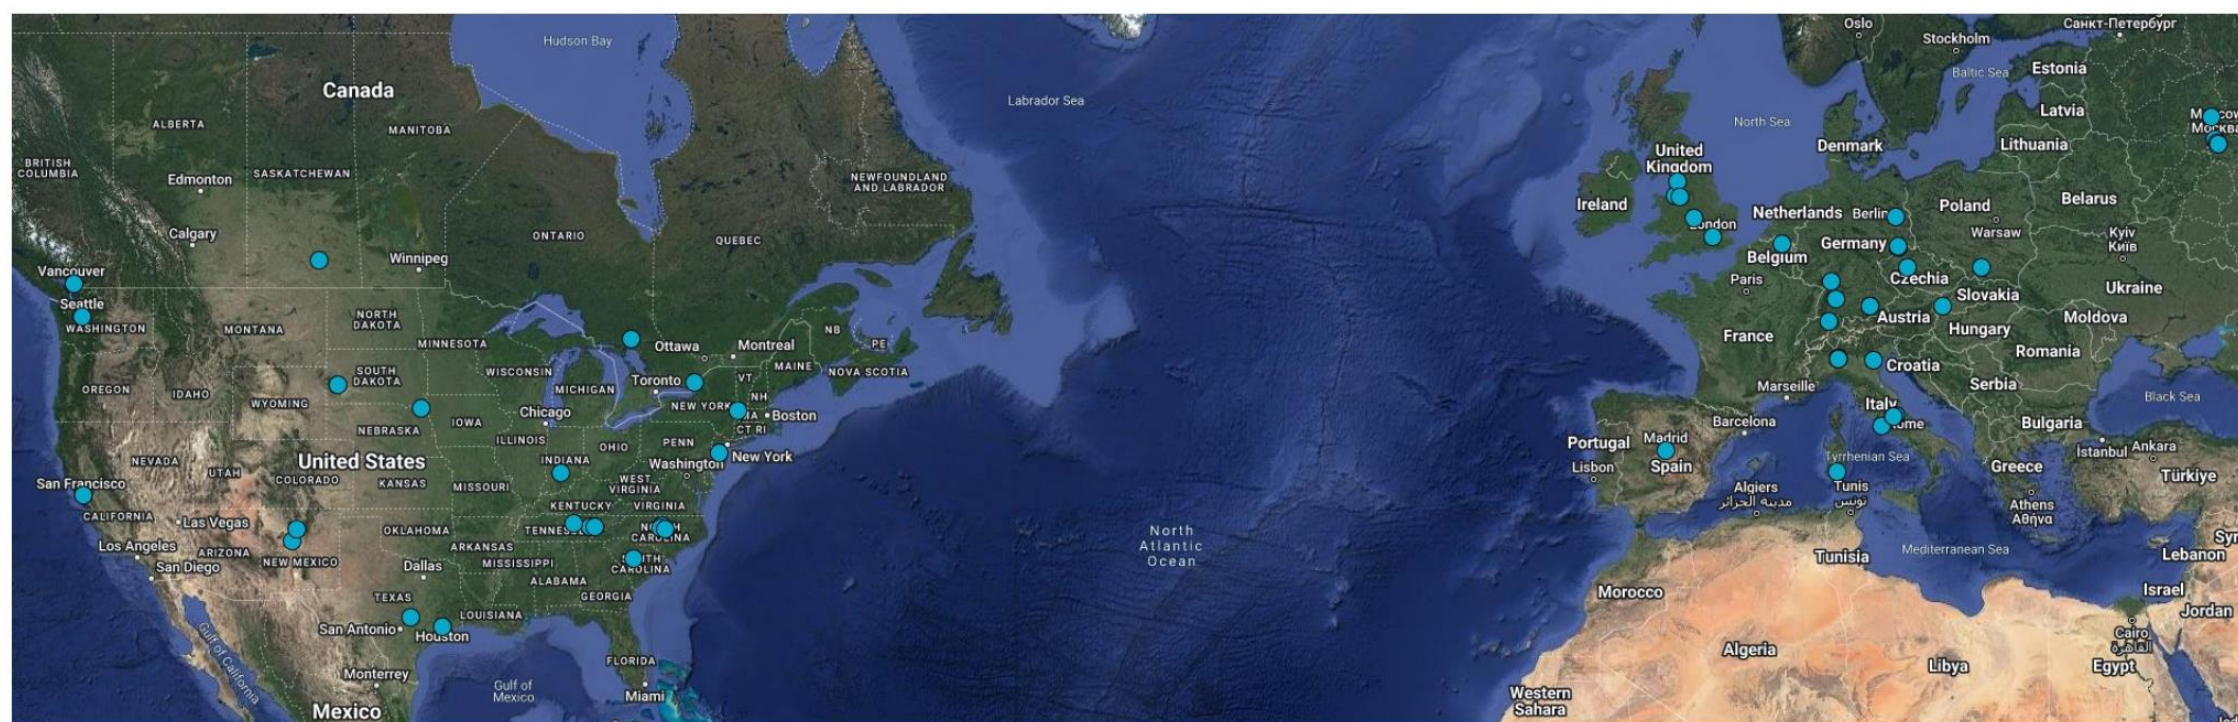 Hudson Bay
Canada
ALBERTA
MANITOBA
BRITISH
COLUMBIA
SASKATCHEWAN
Edmonton
NEWFOUNDLAND
AND LABRADOR
Calgary
ONTARIO
QUEBEC
Winnipeg
Vancouver
Seattle
WASHINGTON
MONTANA
NORTH
DAKOTA
MINNESOTA
Ottawa
Montreal
NB
PE
MAINE
NOVA SCOTIA
OREGON
IDAHO
SOUTH
DAKOTA
WISCONSIN
MICHIGAN
Toronto
VT
NH
WYOMING
NEW YORK
MA
Boston
Chicago
IOWA
NEBRASKA
CT RI
ILLINOIS
OHIO
PENN
NEVADA
United States
INDIANA
Washington
New York
UTAH
COLORADO
KANSAS
MISSOURI
WEST
VIRGINIA
San Francisco
KENTUCKY
VIRGINIA
CALIFORNIA
Las Vegas
OKLAHOMA
CAROLINA
Los Angeles
ARIZONA
NEW MEXICO
ARKANSAS
MISSISSIPPI
CAROLINA
San Diego
Dallas
ALABAMA
GEORGIA
TEXAS
LOUISIANA
San Antonio
Houston
Gulf of California
Monterrey
FLORIDA
Gulf of
Mexico
Miami
Mexico
Labrador Sea
North
Atlantic
Ocean
Oslo
Санкт-Петербург
Stockholm
Baltic Sea
Estonia
Latvia
North Sea
Москва
United
Kingdom
Denmark
Lithuania
Ireland
Netherlands
Poland
Belarus
Warsaw
Germany
Kyiv
Київ
Belgium
Paris
Czechia
Slovakia
Ukraine
Austria
Hungary
Moldova
France
Romania
Croatia
Marseille
Serbia
Black Sea
Italy
Barcelona
Bulgaria
Portugal
Madrid
Lisbon
Spain
Tyrrhenian Sea
İstanbul
Ankara
Greece
Türkiye
Algiers
مدينة الجزائر
Tunis
تونس
Athens
Αθήνα
Tunisia
Mediterranean Sea
Lebanon
Morocco
Israel
Jordan
Cairo
القاهرة
Algeria
Libya
Egypt
Western
Sahara